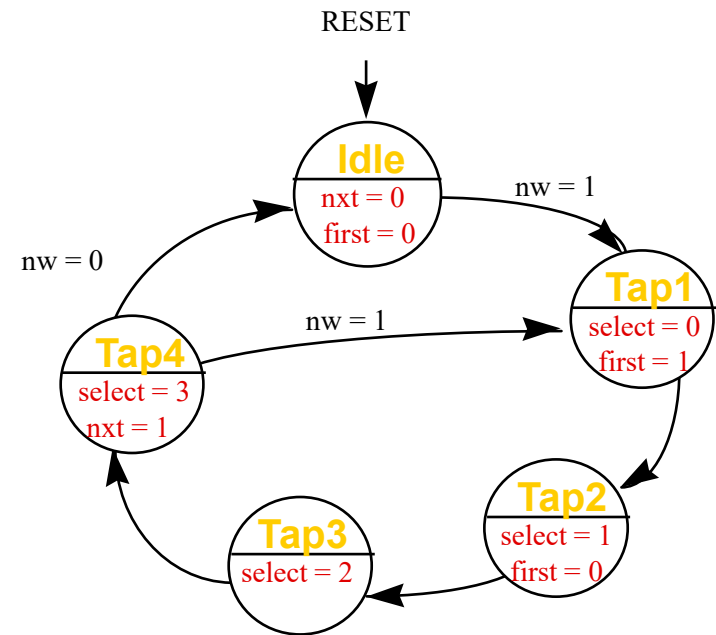 RESET
Idle
nxt = 0
first = 0
nw = 1
nw = 0
Tap1
select = 0
first = 1
nw = 1
Tap4
select = 3
nxt = 1
Tap2
select = 1
first = 0
Tap3
select = 2